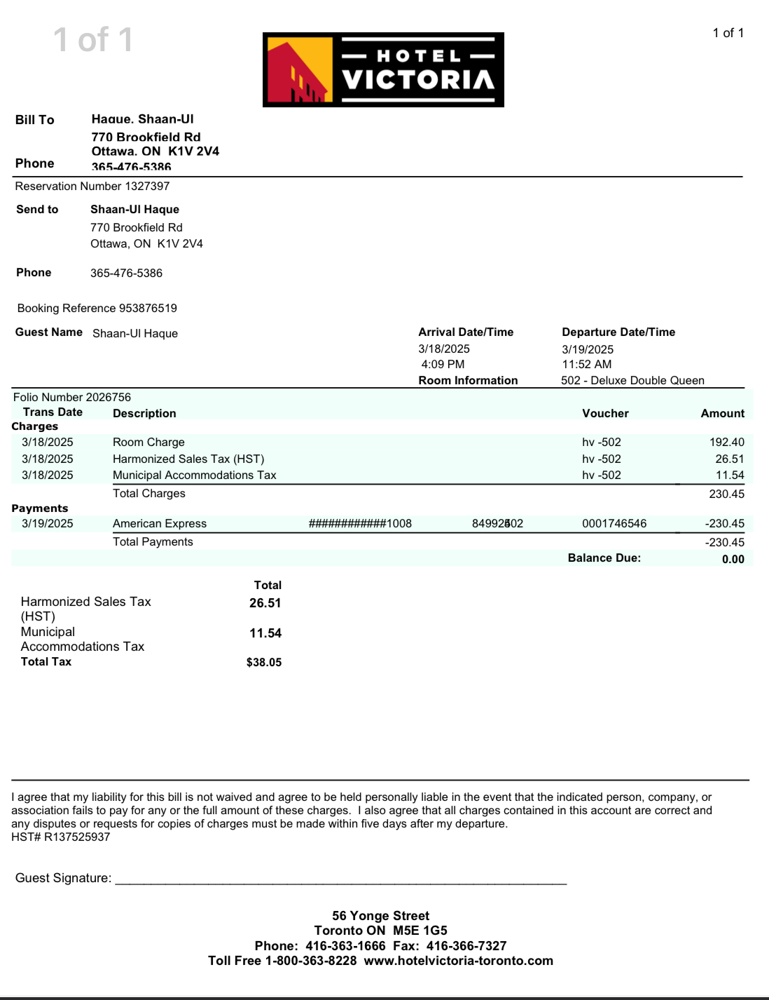 1 of 1
1 of 1
HOTEL
VICTORIA
Bill To Haque, Shaan-Ul
770 Brookfield Rd
Ottawa, ON K1V 2V4
Phone 365-476-5386
Reservation Number 1327397
Send to Shaan-Ul Haque
770 Brookfield Rd
Ottawa, ON K1V 2V4
Phone 365-476-5386
Booking Reference 953876519
Guest Name Shaan-Ul Haque Arrival Date/Time Departure Date/Time
3/18/2025 3/19/2025
4:09 PM 11:52 AM
Room Information 502 - Deluxe Double Queen
Folio Number 2026756
Trans Date Description Voucher Amount
Charges
3/18/2025 Room Charge hv -502 192.40
3/18/2025 Harmonized Sales Tax (HST) hv -502 26.51
3/18/2025 Municipal Accommodations Tax hv -502 11.54
Total Charges 230.45
Payments
3/19/2025 American Express ############1008 0001746546 -230.45
Total Payments -230.45
Balance Due: 0.00
Total
Harmonized Sales Tax 26.51
(HST)
Municipal 11.54
Accommodations Tax
Total Tax $38.05
I agree that my liability for this bill is not waived and agree to be held personally liable in the event that the indicated person, company, or
association fails to pay for any or the full amount of these charges. I also agree that all charges contained in this account are correct and
any disputes or requests for copies of charges must be made within five days after my departure.
HST# R137525937
Guest Signature:
56 Yonge Street
Toronto ON M5E 1G5
Phone: 416-363-1666 Fax: 416-366-7327
Toll Free 1-800-363-8228 www.hotelvictoria-toronto.com